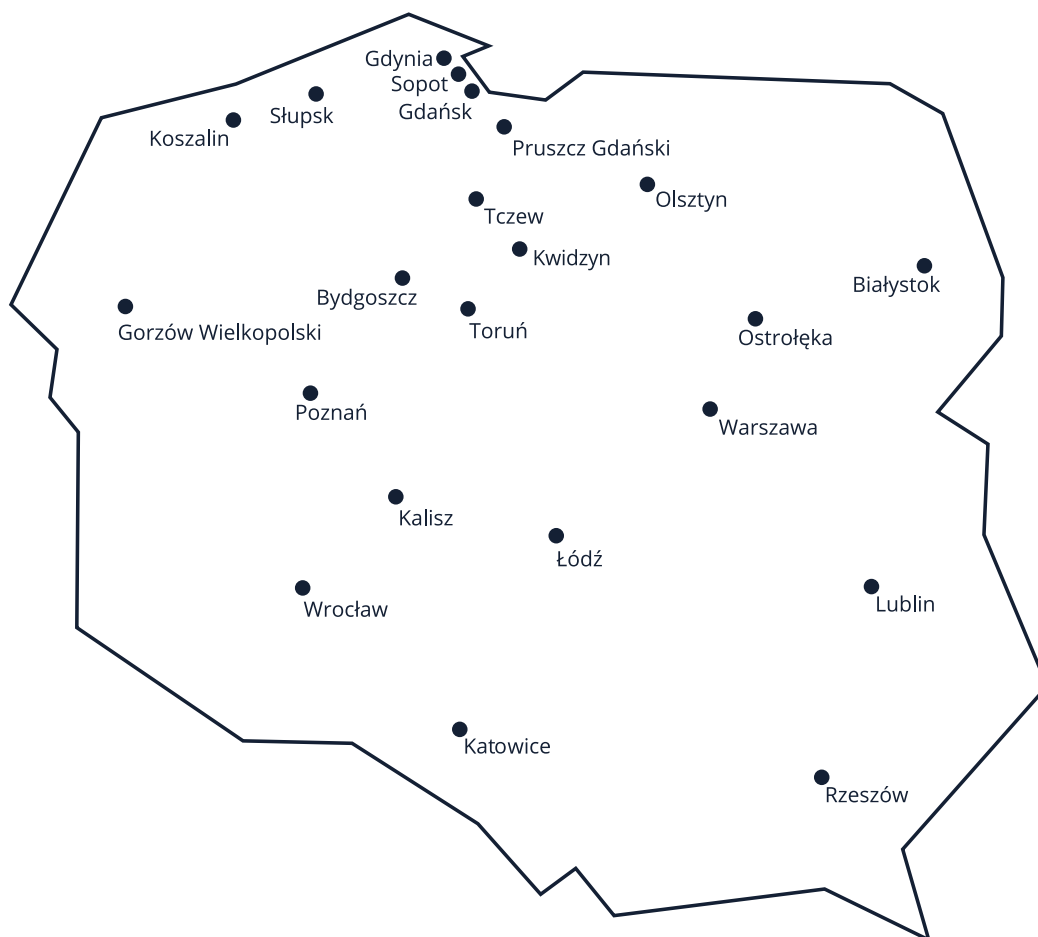 Gdynia
Sopot
Gdańsk
Słupsk
Koszalin
Pruszcz Gdański
Olsztyn
Tczew
Kwidzyn
Białystok
Bydgoszcz
Toruń
Gorzów Wielkopolski
Ostrołęka
Poznań
Warszawa
Kalisz
Łódź
Wrocław
Lublin
Katowice
Rzeszów